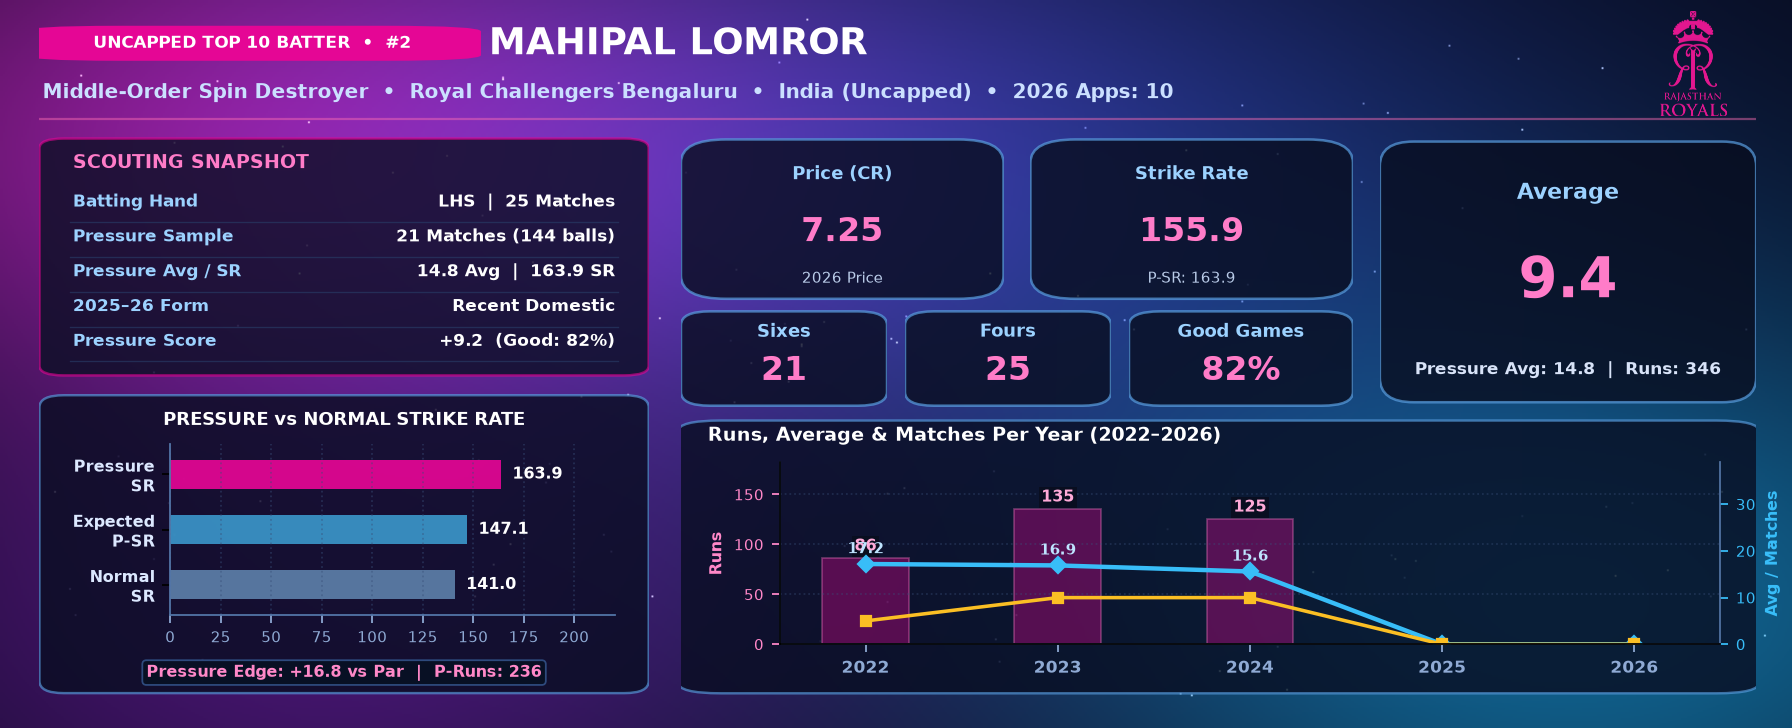 UNCAPPED TOP 10 BATTER • #2
MAHIPAL LOMROR
Middle-Order Spin Destroyer • Royal Challengers Bengaluru • India (Uncapped) • 2026 Apps: 10
RAJASTHAN
ROYALS
SCOUTING SNAPSHOT
Batting Hand LHS | 25 Matches
Pressure Sample 21 Matches (144 balls)
Pressure Avg / SR 14.8 Avg | 163.9 SR
2025–26 Form Recent Domestic
Pressure Score +9.2 (Good: 82%)
Price (CR)
7.25
2026 Price
Strike Rate
155.9
P-SR: 163.9
Average
9.4
Pressure Avg: 14.8 | Runs: 346
Sixes
21
Fours
25
Good Games
82%
PRESSURE vs NORMAL STRIKE RATE
Pressure
SR
163.9
Expected
P-SR
147.1
Normal
SR
141.0
0 25 50 75 100 125 150 175 200
Pressure Edge: +16.8 vs Par | P-Runs: 236
Runs, Average & Matches Per Year (2022–2026)
Runs
150
100
50
0
86
17.2
135
16.9
125
15.6
30
20
10
0
Avg / Matches
2022 2023 2024 2025 2026